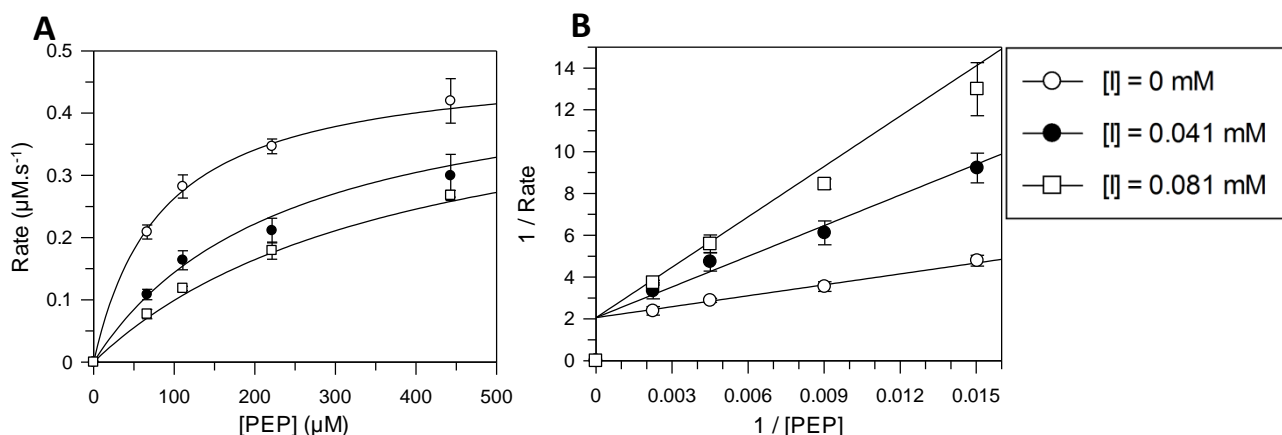 A
Rate (µM.s⁻¹)
0.5
0.4
0.3
0.2
0.1
0
0 100 200 300 400 500
[PEP] (µM)
B
1 / Rate
14
12
10
8
6
4
2
0
0 0.003 0.006 0.009 0.012 0.015
1 / [PEP]
[I] = 0 mM
[I] = 0.041 mM
[I] = 0.081 mM